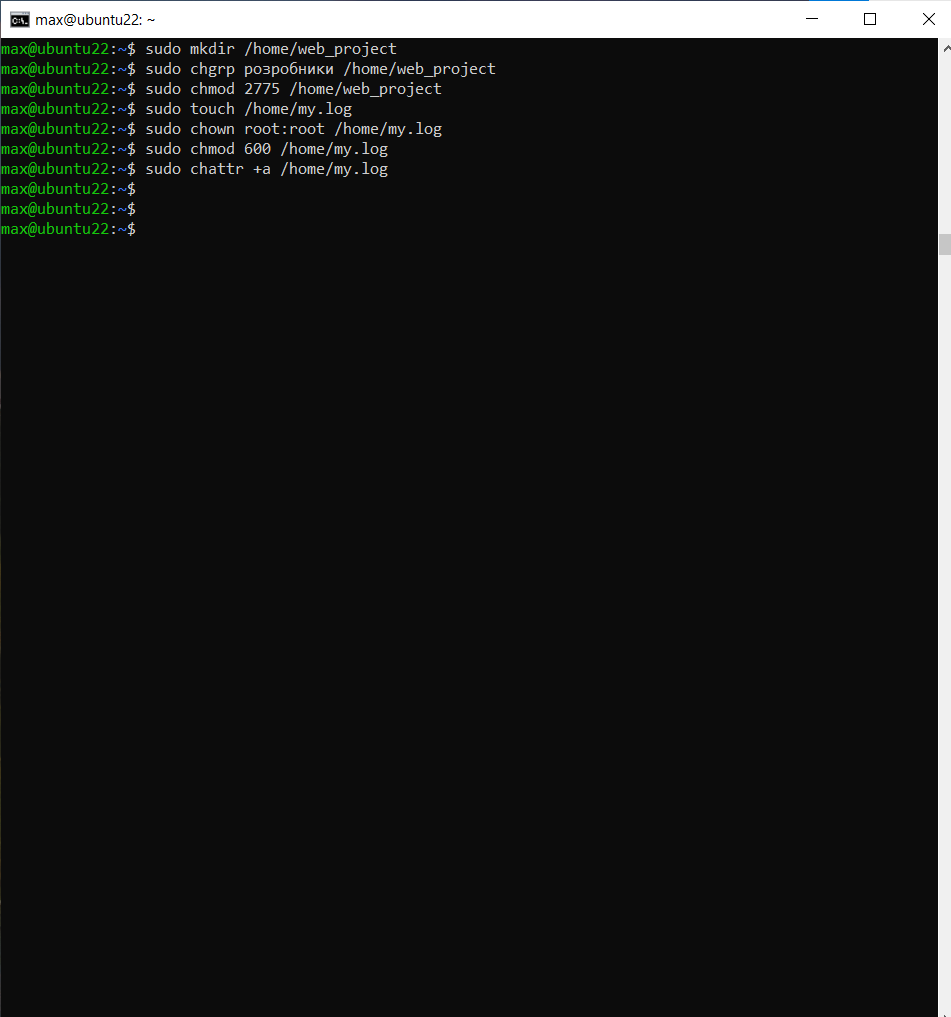 max@ubuntu22: ~
max@ubuntu22:~$ sudo mkdir /home/web_project
max@ubuntu22:~$ sudo chgrp розробники /home/web_project
max@ubuntu22:~$ sudo chmod 2775 /home/web_project
max@ubuntu22:~$ sudo touch /home/my.log
max@ubuntu22:~$ sudo chown root:root /home/my.log
max@ubuntu22:~$ sudo chmod 600 /home/my.log
max@ubuntu22:~$ sudo chattr +a /home/my.log
max@ubuntu22:~$
max@ubuntu22:~$
max@ubuntu22:~$